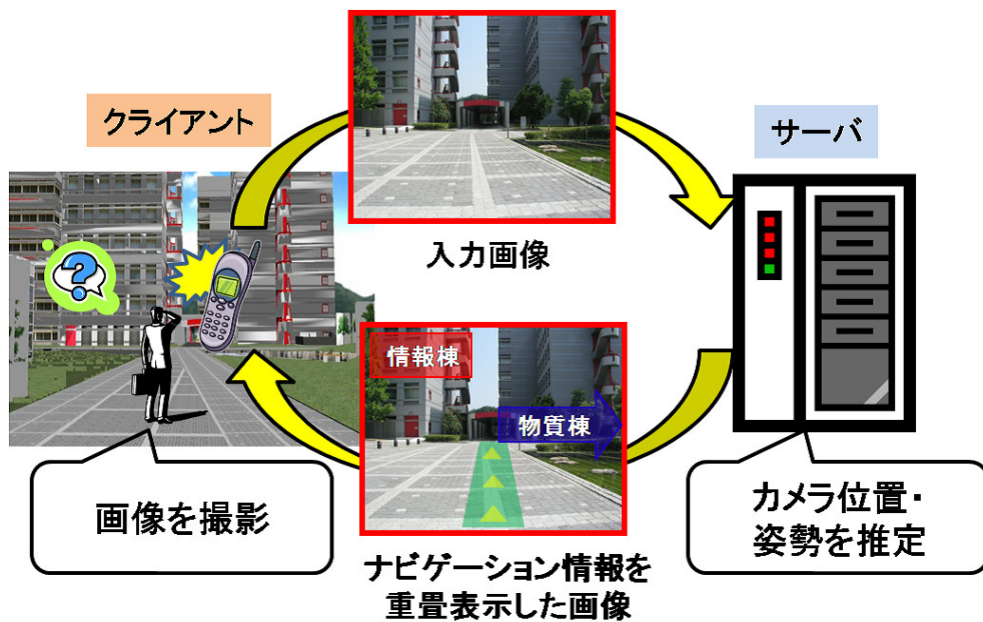 クライアント
サーバ
入力画像
?
情報棟
物質棟
画像を撮影
カメラ位置・
姿勢を推定
ナビゲーション情報を
重畳表示した画像